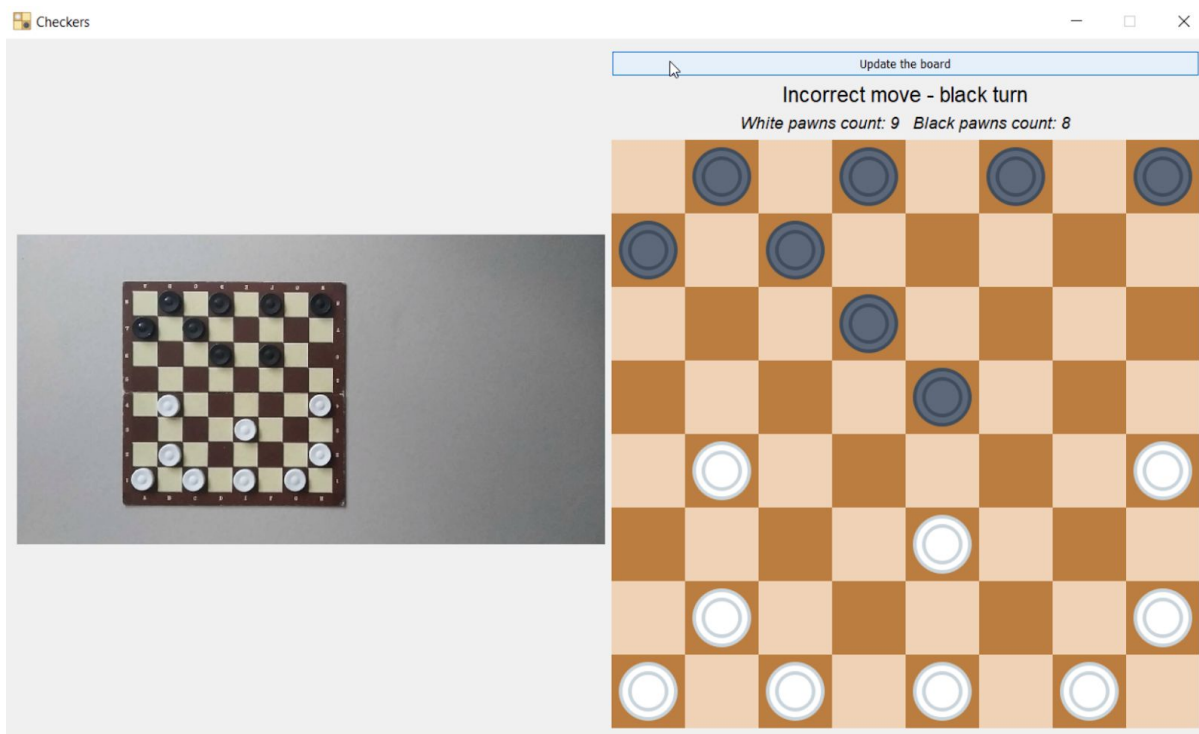 Checkers
Update the board
Incorrect move - black turn
White pawns count: 9 Black pawns count: 8